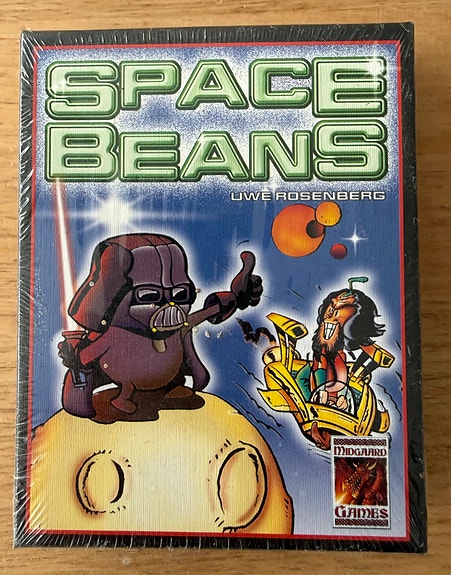 SPACE
BEANS
UWE ROSENBERG
MIDGAARD
GAMES